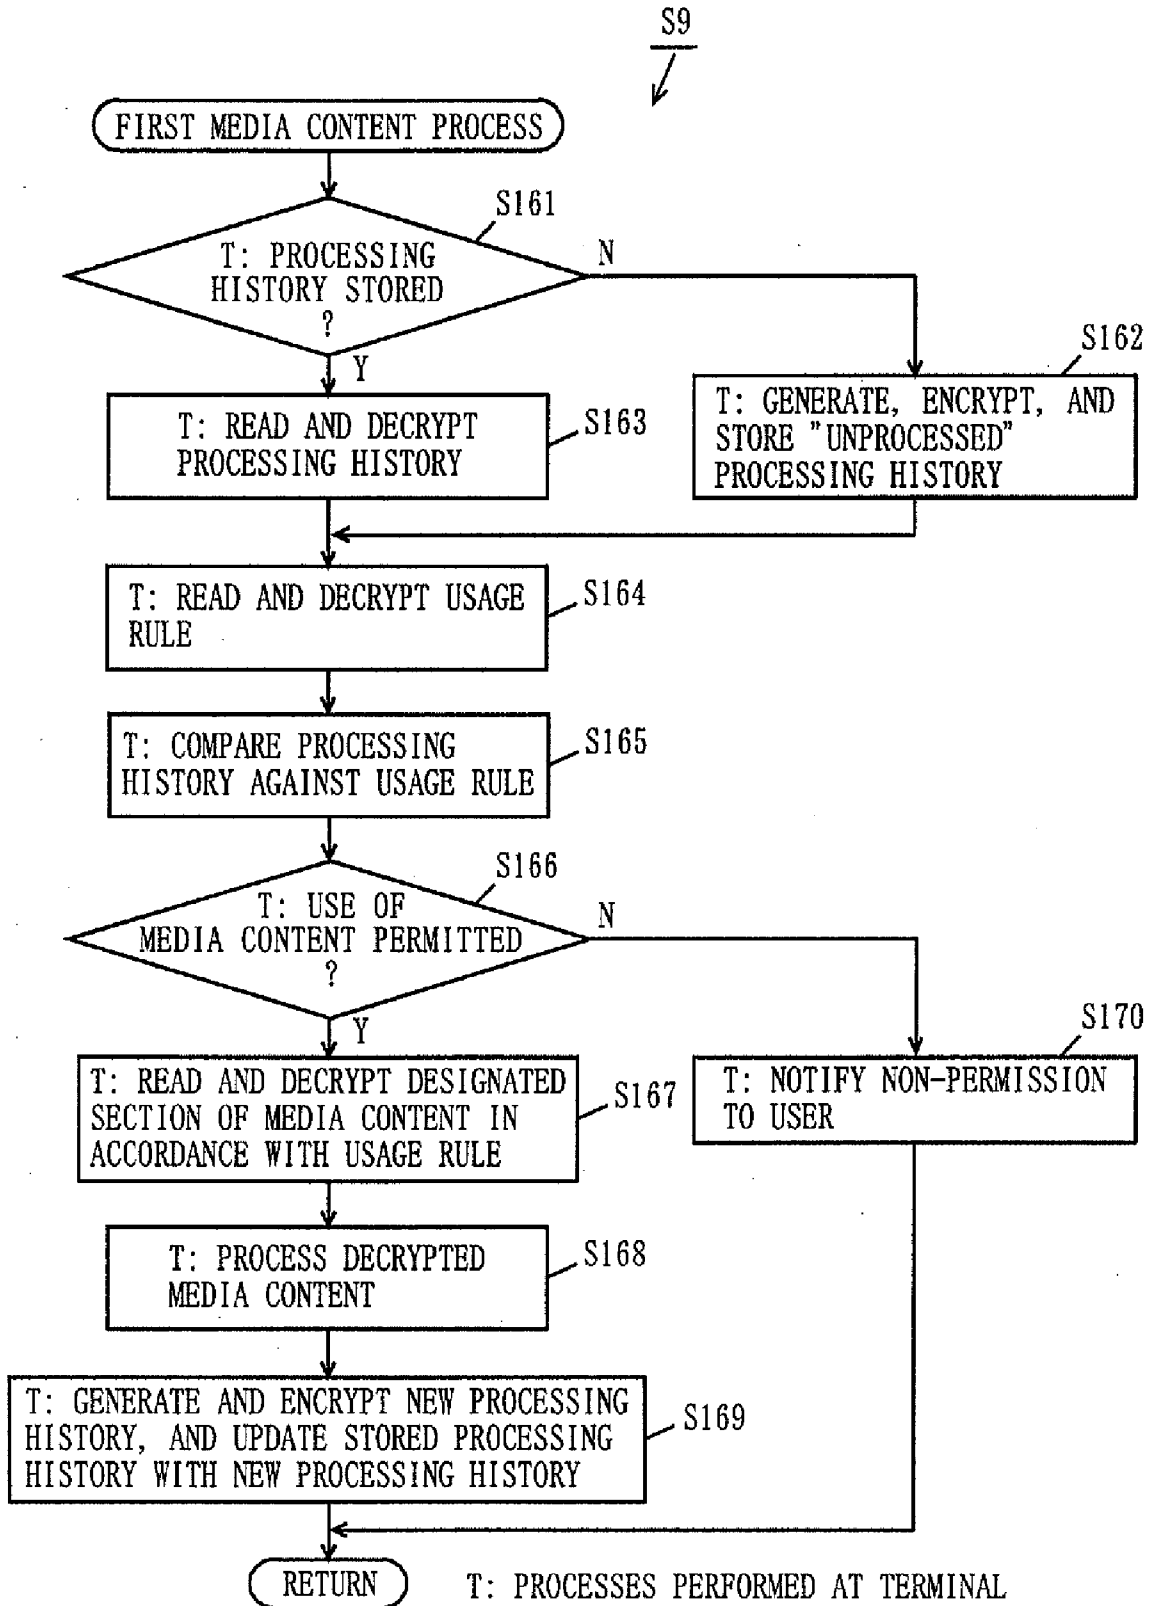 S9
FIRST MEDIA CONTENT PROCESS
S161
T: PROCESSING
HISTORY STORED
?
N
Y
S162
T: GENERATE, ENCRYPT, AND
STORE "UNPROCESSED"
PROCESSING HISTORY
T: READ AND DECRYPT
PROCESSING HISTORY
S163
T: READ AND DECRYPT USAGE
RULE
S164
T: COMPARE PROCESSING
HISTORY AGAINST USAGE RULE
S165
S166
T: USE OF
MEDIA CONTENT PERMITTED
?
N
Y
S170
T: NOTIFY NON-PERMISSION
TO USER
T: READ AND DECRYPT DESIGNATED
SECTION OF MEDIA CONTENT IN
ACCORDANCE WITH USAGE RULE
S167
T: PROCESS DECRYPTED
MEDIA CONTENT
S168
T: GENERATE AND ENCRYPT NEW PROCESSING
HISTORY, AND UPDATE STORED PROCESSING
HISTORY WITH NEW PROCESSING HISTORY
S169
RETURN
T: PROCESSES PERFORMED AT TERMINAL